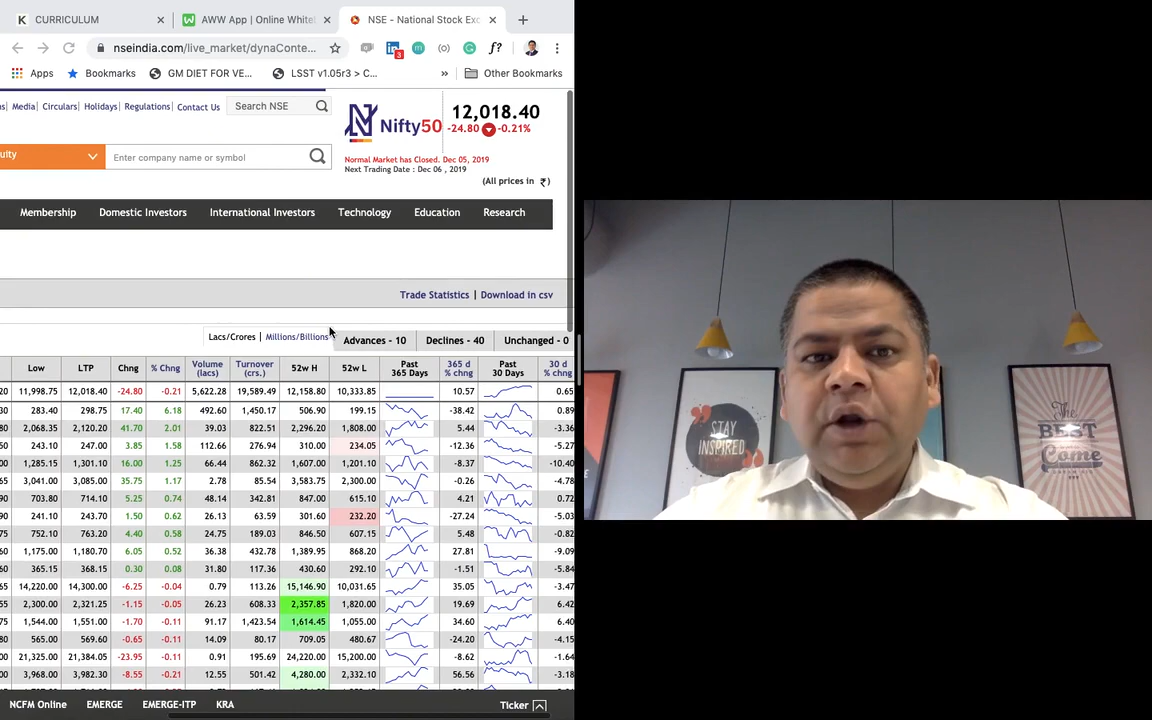 K CURRICULUM
AWW App | Online White
NSE - National Stock Exc
nseindia.com/live_market/dynaConte...
3
m
f?
Apps
Bookmarks
GM DIET FOR VE...
LSST v1.05r3 > C...
»
Other Bookmarks
Media| Circulars| Holidays| Regulations| Contact Us
Search NSE
Nifty50
12,018.40
-24.80 -0.21%
uity
Enter company name or symbol
Normal Market has Closed. Dec 05, 2019
Next Trading Date : Dec 06 , 2019
(All prices in ₹)
Membership Domestic Investors International Investors Technology Education Research
Trade Statistics | Download in csv
Lacs/Crores | Millions/Billions
Advances - 10 Declines - 40 Unchanged - 0
Low LTP Chng % Chng Volume (lacs) Turnover (crs.) 52w H 52w L Past 365 Days 365 d % chng Past 30 Days 30 d % chng
20 11,998.75 12,018.40 -24.80 -0.21 5,622.28 19,589.49 12,158.80 10,333.85 10.57 0.65
30 283.40 298.75 17.40 6.18 492.60 1,450.17 506.90 199.15 -38.42 0.89
80 2,068.35 2,120.20 41.70 2.01 39.03 822.51 2,296.20 1,808.00 5.44 -3.36
243.10 247.00 3.85 1.58 112.66 276.94 310.00 234.05 -12.36 -5.27
00 1,285.15 1,301.10 16.00 1.25 66.44 862.32 1,607.00 1,201.10 -8.37 -10.40
65 3,041.00 3,085.00 35.75 1.17 2.78 85.54 3,583.75 2,300.00 -0.26 -4.78
90 703.80 714.10 5.25 0.74 48.14 342.81 847.00 615.10 4.21 0.72
90 241.10 243.70 1.50 0.62 26.13 63.59 301.60 232.20 -27.24 -5.03
75 752.10 763.20 4.40 0.58 24.75 189.03 846.50 607.15 5.48 -0.82
60 1,175.00 1,180.70 6.05 0.52 36.38 432.78 1,389.95 868.20 27.81 -9.09
60 365.15 368.15 0.30 0.08 31.80 117.36 430.60 292.10 -1.51 -5.84
65 14,220.00 14,300.00 -6.25 -0.04 0.79 113.26 15,146.90 10,031.65 35.05 -3.47
55 2,300.00 2,321.25 -1.15 -0.05 26.23 608.33 2,357.85 1,820.00 19.69 6.42
00 1,544.00 1,551.00 -1.70 -0.11 91.17 1,423.54 1,614.45 1,055.00 34.60 6.40
80 565.00 569.60 -0.65 -0.11 14.09 80.17 709.05 480.67 -24.20 -4.15
00 21,325.00 21,384.05 -23.95 -0.11 0.91 195.69 24,220.00 15,200.00 -8.62 -1.64
00 3,968.00 3,982.30 -8.55 -0.21 12.55 501.42 4,280.00 2,332.10 56.56 -3.18
NCFM Online EMERGE EMERGE-ITP KRA
Ticker
STAY
INSPIRED
The
BEST
Come